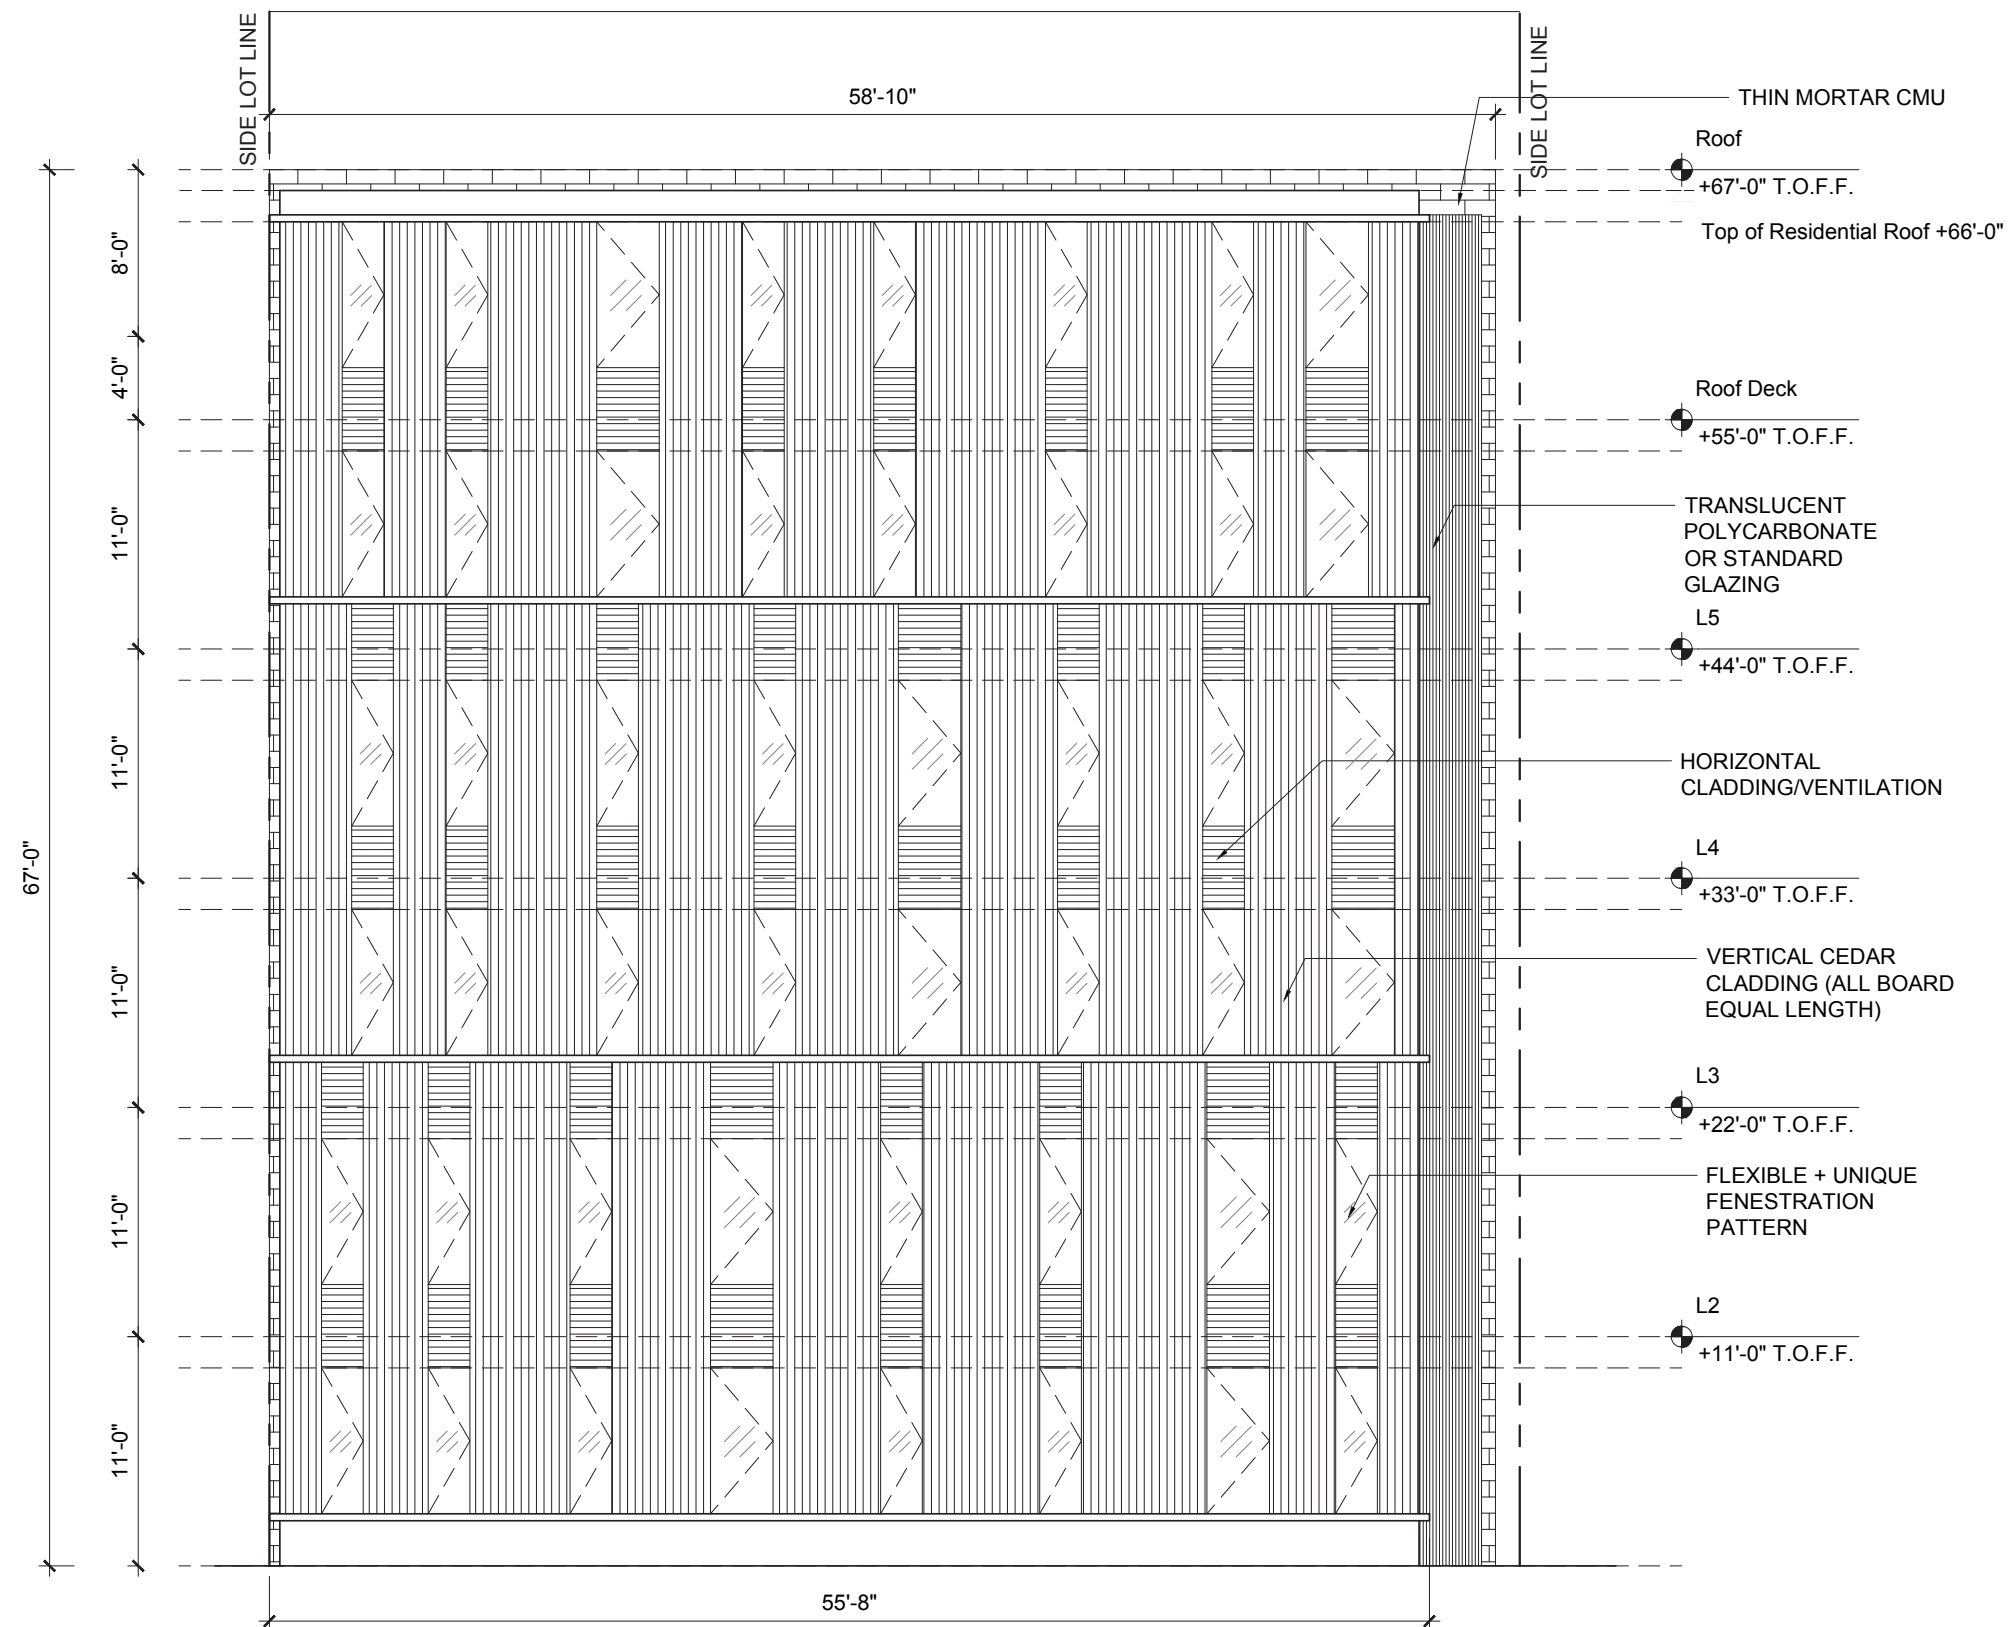 SIDE LOT LINE
SIDE LOT LINE
58'-10"
THIN MORTAR CMU
Roof
+67'-0" T.O.F.F.
Top of Residential Roof +66'-0"
8'-0"
4'-0"
Roof Deck
+55'-0" T.O.F.F.
11'-0"
TRANSLUCENT
POLYCARBONATE
OR STANDARD
GLAZING
L5
+44'-0" T.O.F.F.
11'-0"
HORIZONTAL
CLADDING/VENTILATION
67'-0"
L4
+33'-0" T.O.F.F.
11'-0"
VERTICAL CEDAR
CLADDING (ALL BOARD
EQUAL LENGTH)
L3
+22'-0" T.O.F.F.
11'-0"
FLEXIBLE + UNIQUE
FENESTRATION
PATTERN
L2
+11'-0" T.O.F.F.
11'-0"
55'-8"